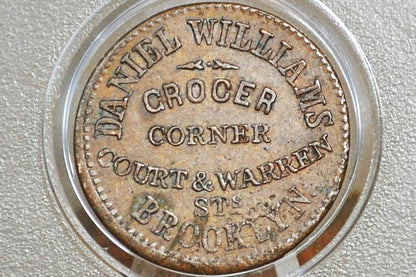 DANIEL WILLIAMS
GROCER
CORNER
COURT & WARREN
STS
BROOKLYN